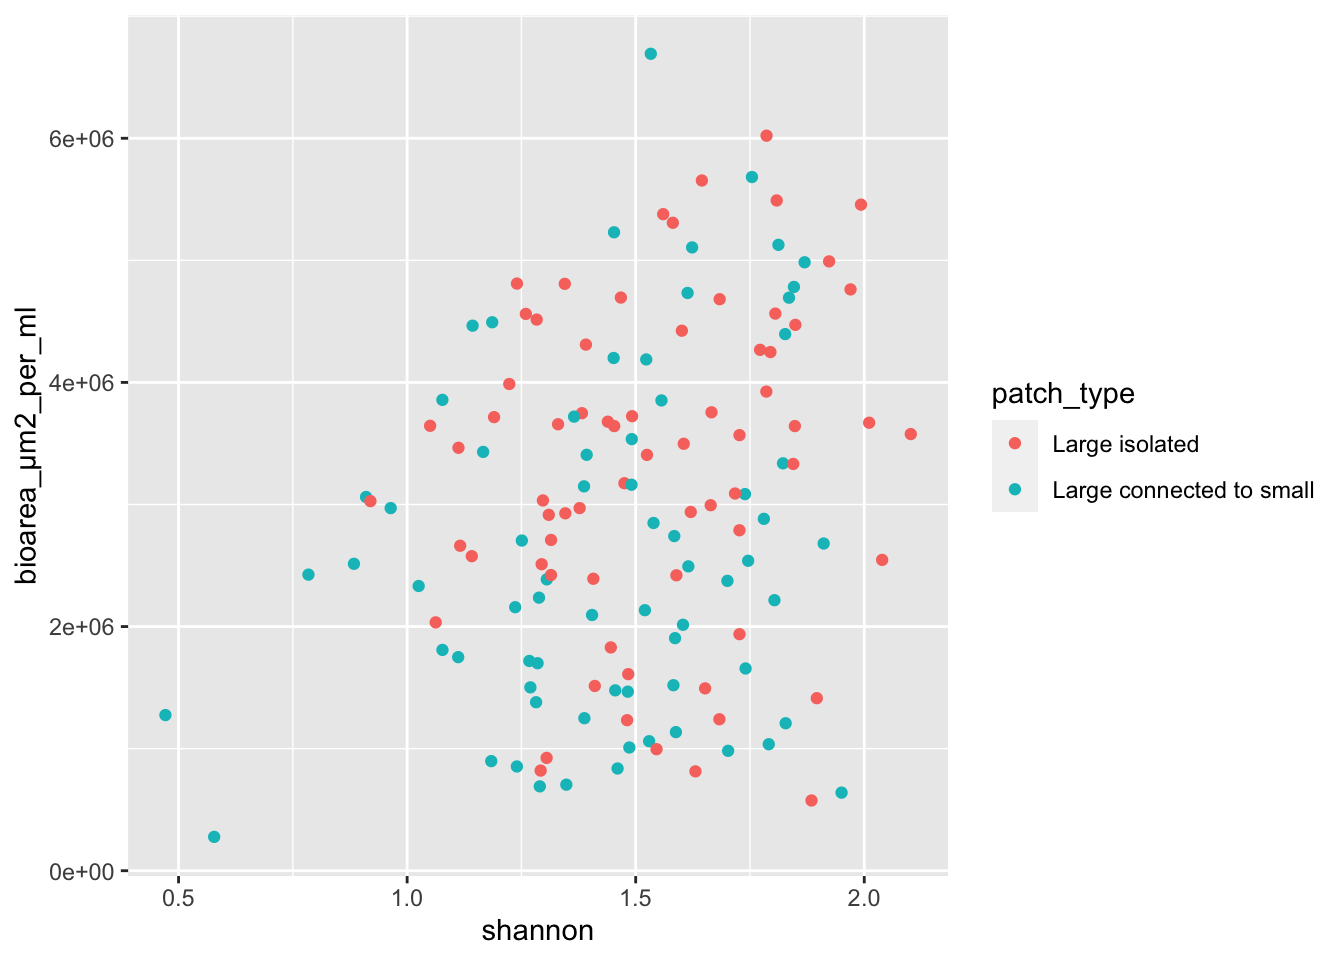 6e+06
4e+06
2e+06
0e+00
bioarea_µm2_per_ml
0.5 1.0 1.5 2.0
shannon
patch_type
Large isolated
Large connected to small